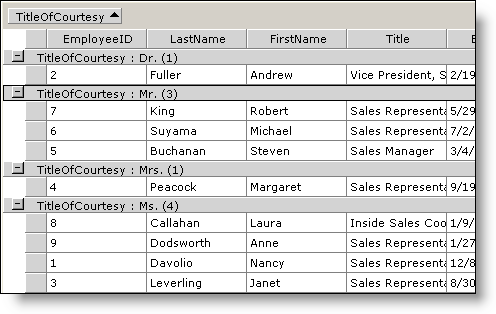 TitleOfCourtesy
EmployeeID LastName FirstName Title
TitleOfCourtesy : Dr. (1)
2 Fuller Andrew Vice President, S 2/19
TitleOfCourtesy : Mr. (3)
7 King Robert Sales Representa 5/29
6 Suyama Michael Sales Representa 7/2/
5 Buchanan Steven Sales Manager 3/4/
TitleOfCourtesy : Mrs. (1)
4 Peacock Margaret Sales Representa 9/19
TitleOfCourtesy : Ms. (4)
8 Callahan Laura Inside Sales Coo 1/9/
9 Dodsworth Anne Sales Representa 1/27
1 Davolio Nancy Sales Representa 12/8
3 Leverling Janet Sales Representa 8/30